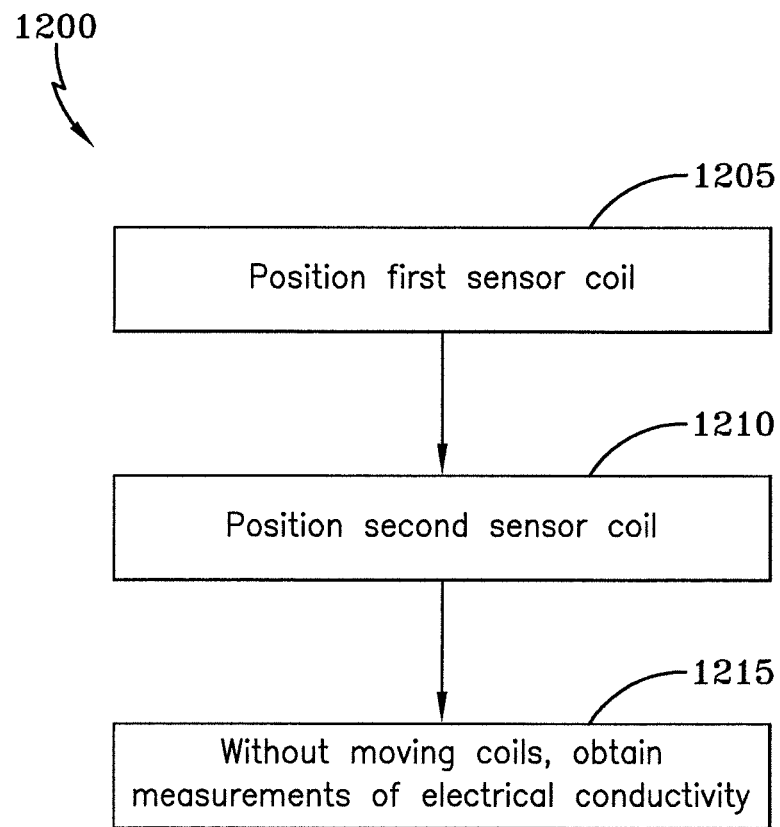 1200
1205
Position first sensor coil
1210
Position second sensor coil
1215
Without moving coils, obtain
measurements of electrical conductivity